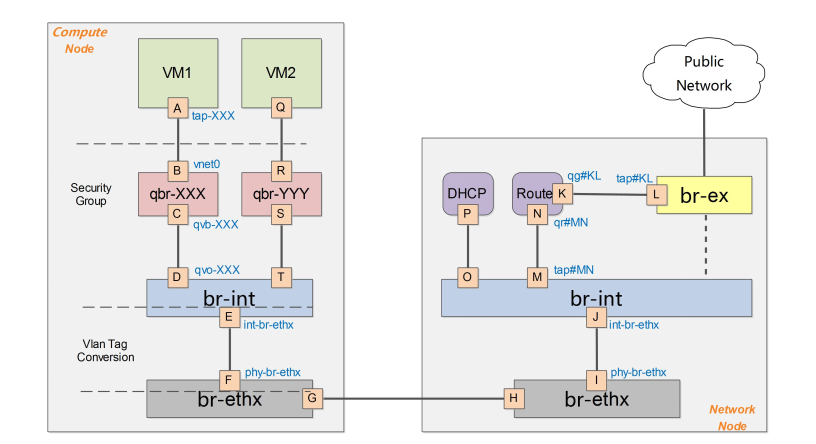 Compute
Node
VM1
VM2
A
Q
tap-XXX
Public
Network
B
vnet0
R
Security
Group
qbr-XXX
qbr-YYY
C
S
qvb-XXX
DHCP
Route
K
qg#KL
tap#KL
L
br-ex
P
N
qr#MN
D
qvo-XXX
T
O
M
tap#MN
br-int
br-int
E
int-br-ethx
J
int-br-ethx
Vlan Tag
Conversion
F
phy-br-ethx
I
phy-br-ethx
br-ethx
G
H
br-ethx
Network
Node